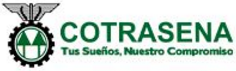 COTRASENA
Tus Sueños, Nuestro Compromiso